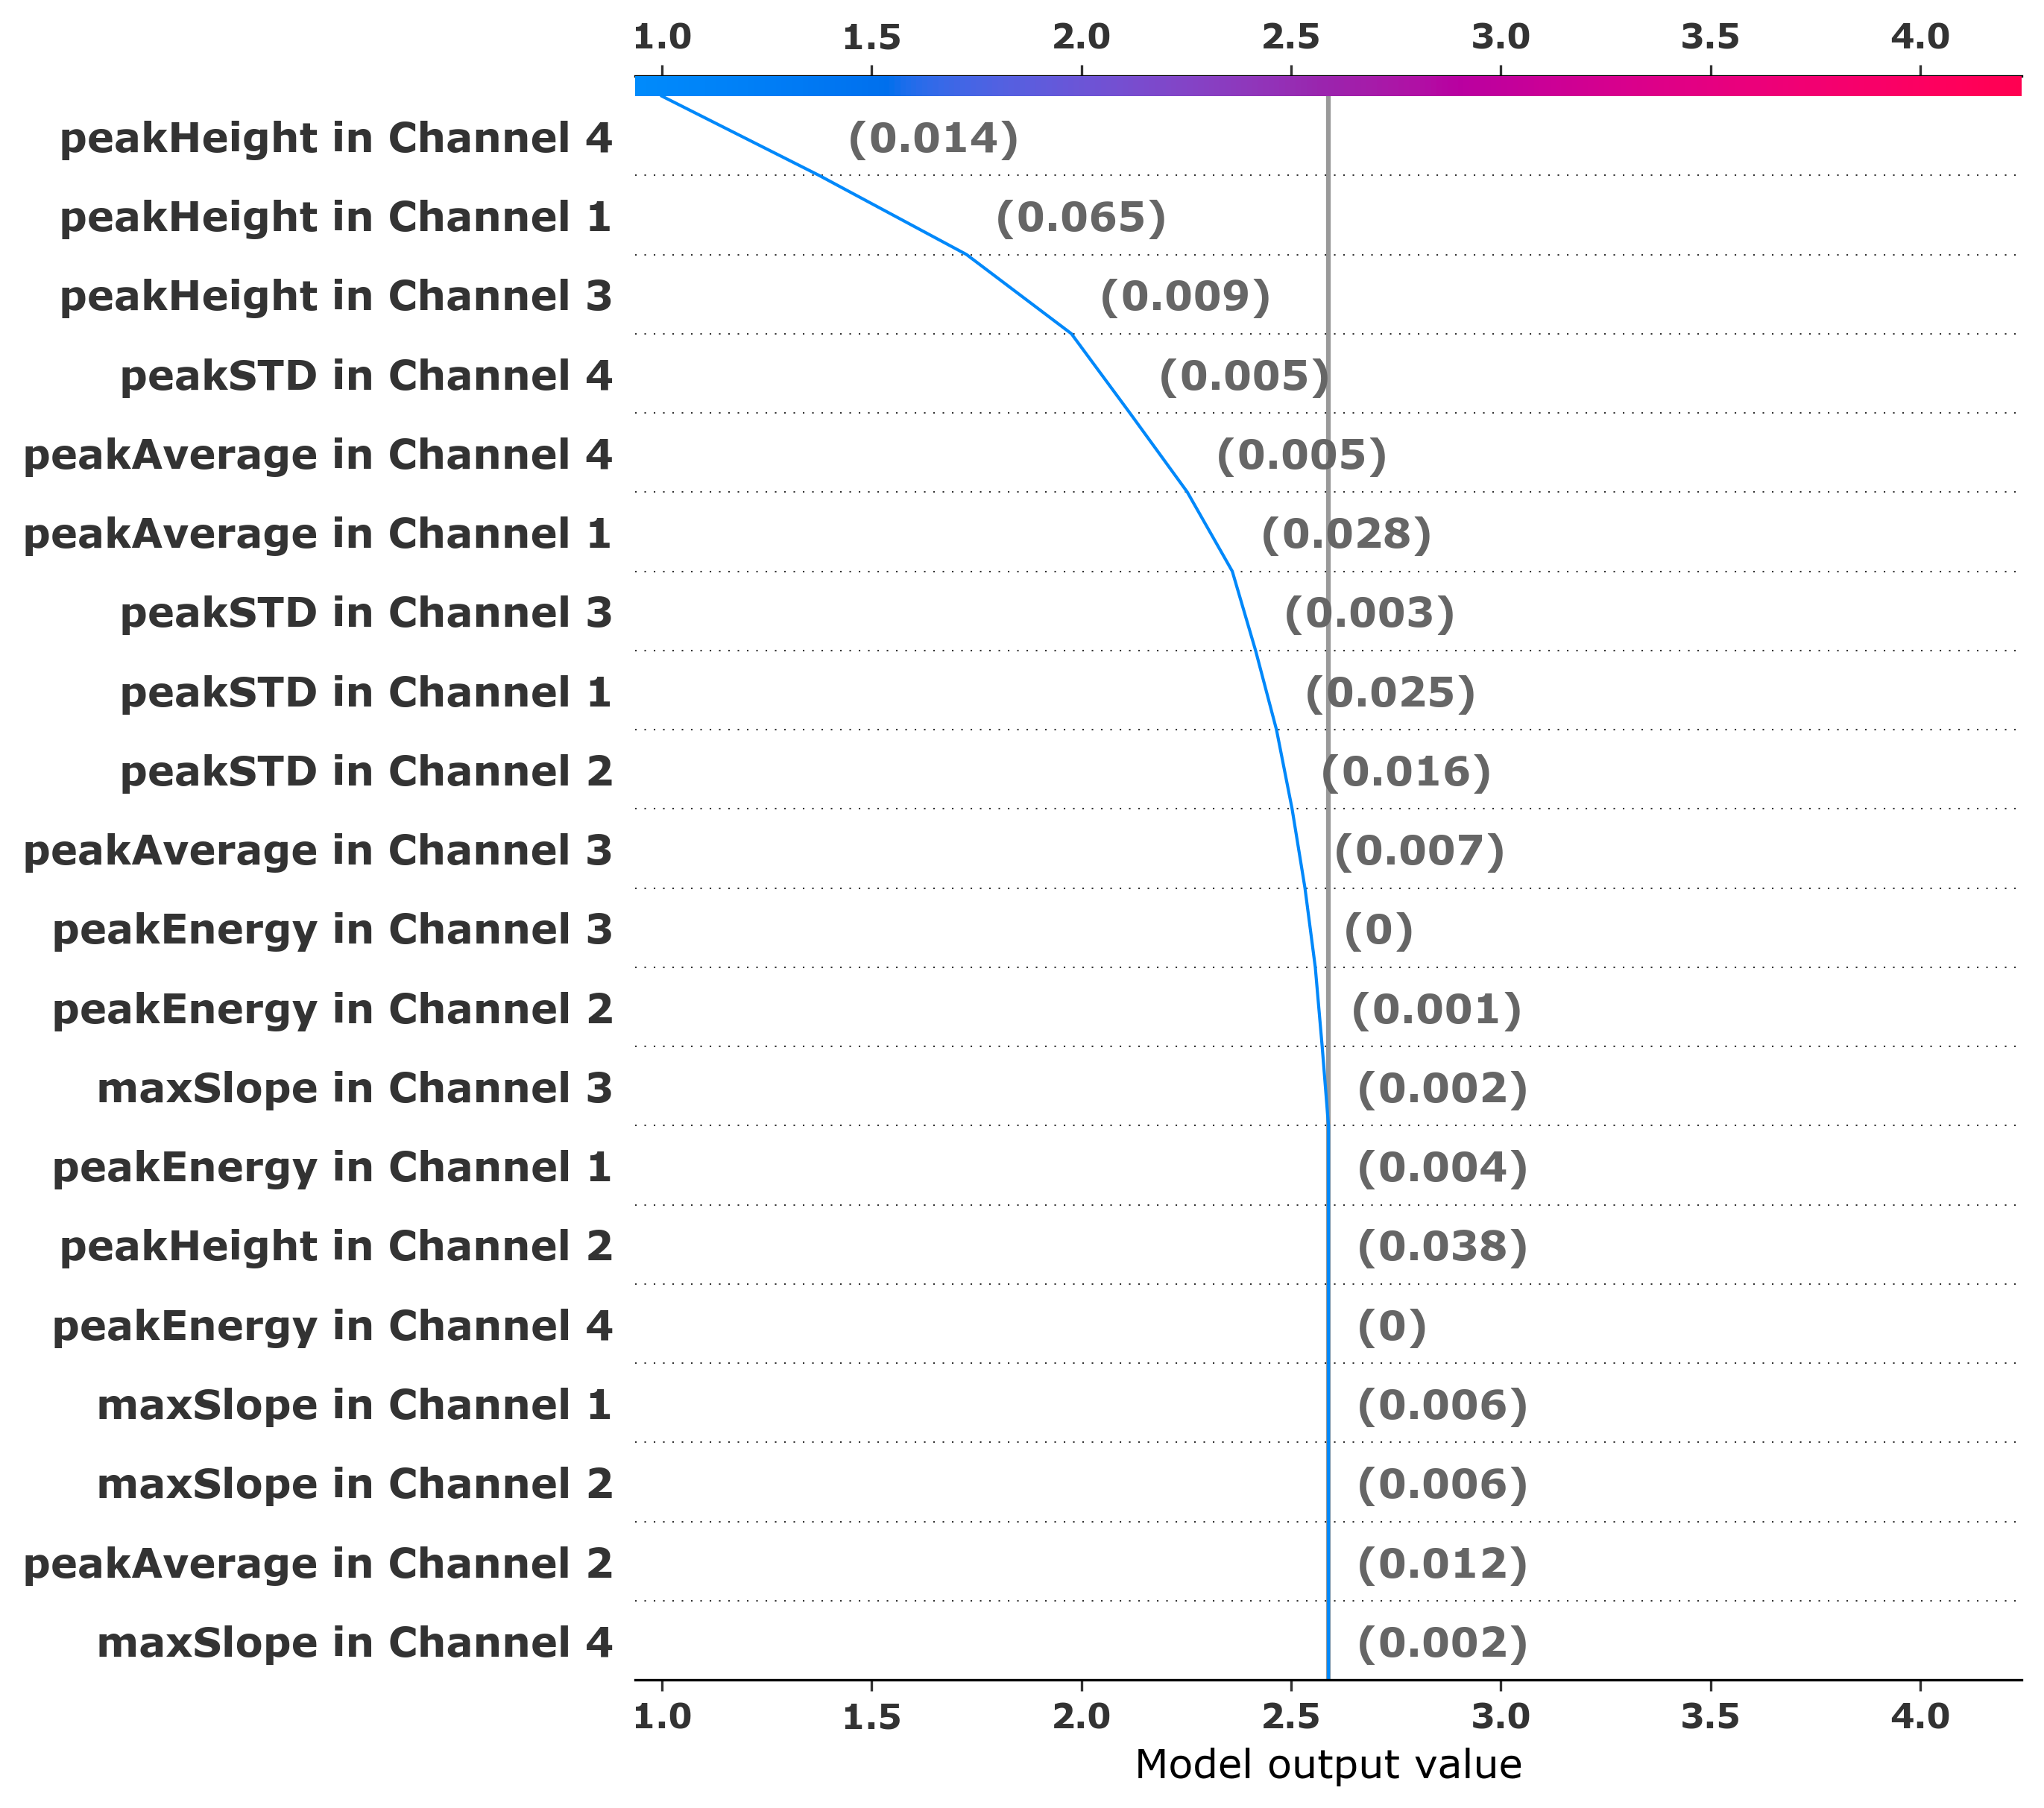 1.0 1.5 2.0 2.5 3.0 3.5 4.0
peakHeight in Channel 4 (0.014)
peakHeight in Channel 1 (0.065)
peakHeight in Channel 3 (0.009)
peakSTD in Channel 4 (0.005)
peakAverage in Channel 4 (0.005)
peakAverage in Channel 1 (0.028)
peakSTD in Channel 3 (0.003)
peakSTD in Channel 1 (0.025)
peakSTD in Channel 2 (0.016)
peakAverage in Channel 3 (0.007)
peakEnergy in Channel 3 (0)
peakEnergy in Channel 2 (0.001)
maxSlope in Channel 3 (0.002)
peakEnergy in Channel 1 (0.004)
peakHeight in Channel 2 (0.038)
peakEnergy in Channel 4 (0)
maxSlope in Channel 1 (0.006)
maxSlope in Channel 2 (0.006)
peakAverage in Channel 2 (0.012)
maxSlope in Channel 4 (0.002)
1.0 1.5 2.0 2.5 3.0 3.5 4.0
Model output value